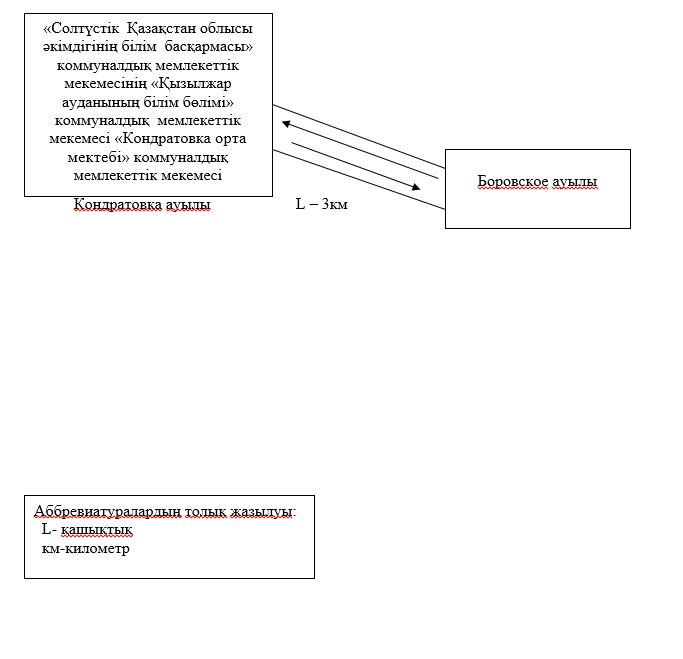 «Солтүстік Қазақстан облысы
әкімдігінің білім басқармасы»
коммуналдық мемлекеттік
мекемесінің «Қызылжар
ауданының білім бөлімі»
коммуналдық мемлекеттік
мекемесі «Кондратовка орта
мектебі» коммуналдық
мемлекеттік мекемесі
Кондратовка ауылы
L – 3км
Боровское ауылы
Аббревиатуралардың толық жазылуы:
L- қашықтық
км-километр